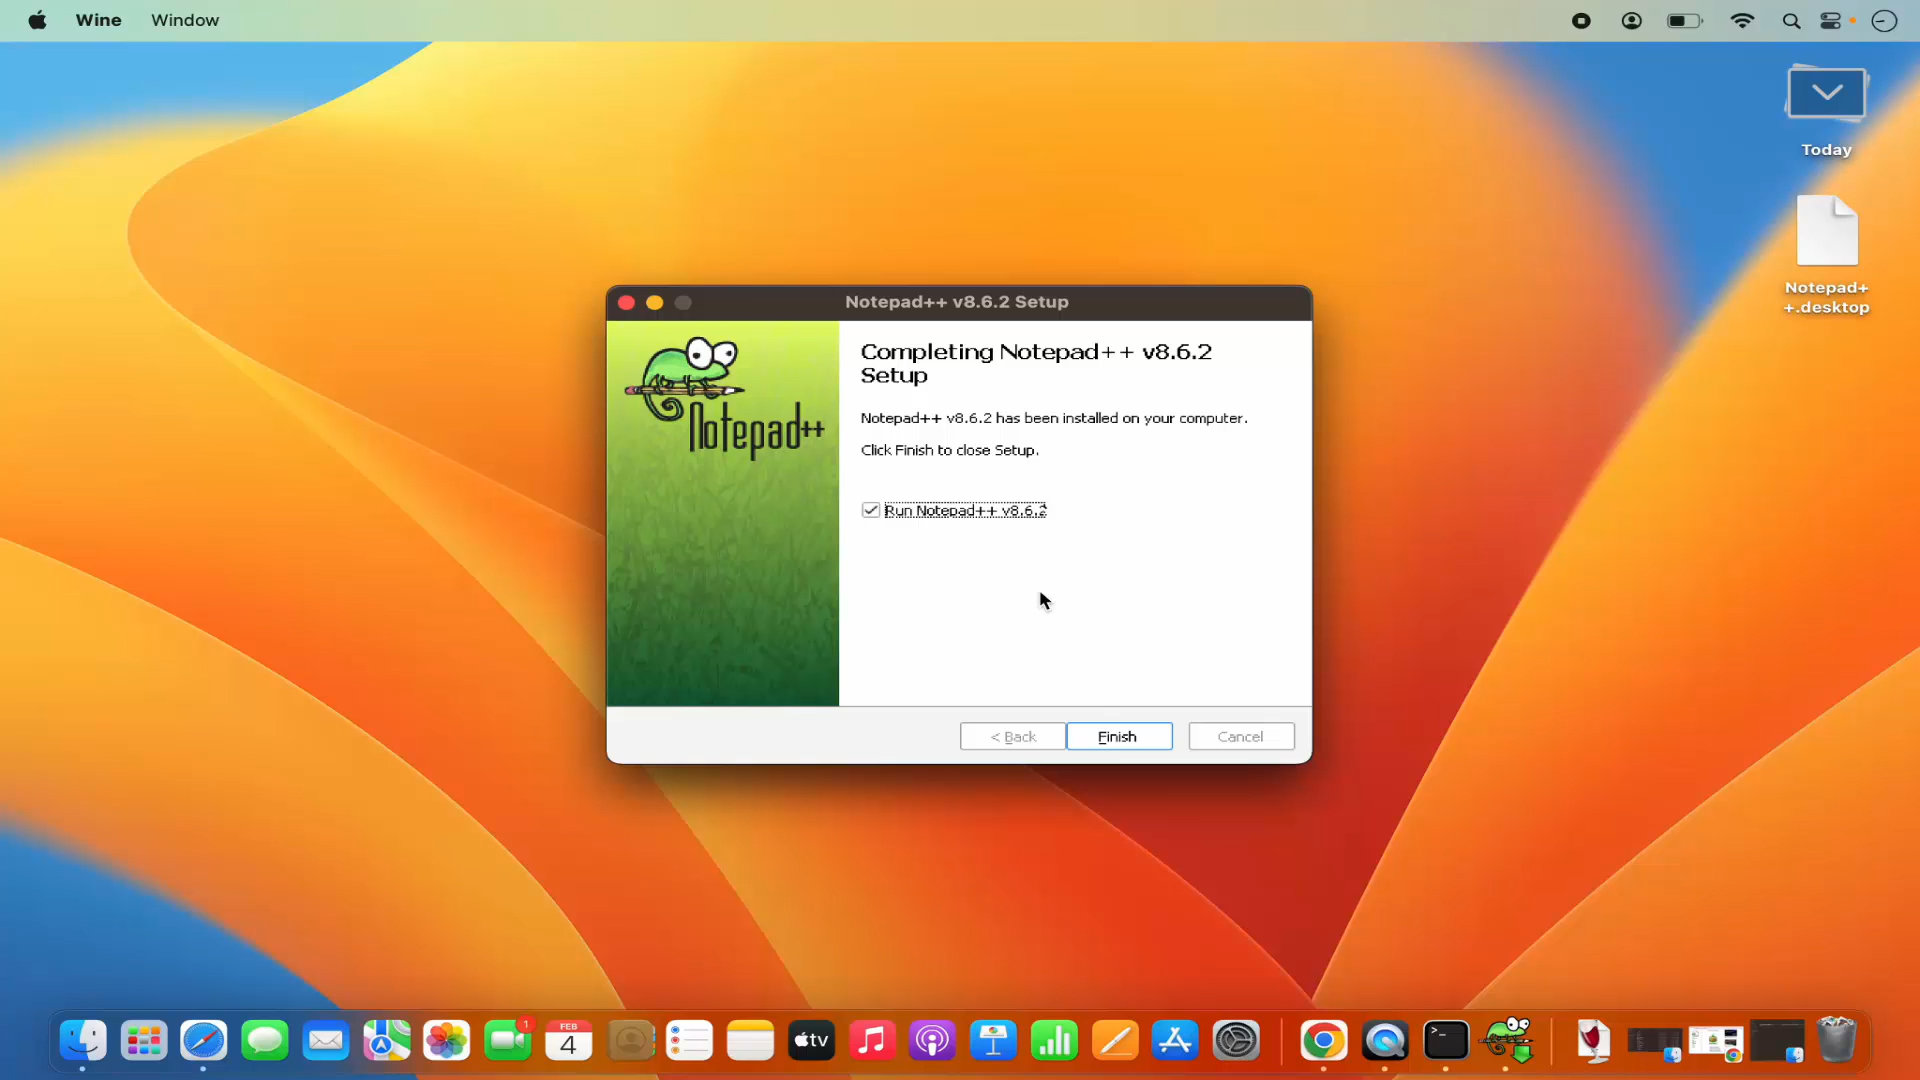 Wine Window
Today
Notepad+
+.desktop
Notepad++ v8.6.2 Setup
Notepad++
Completing Notepad++ v8.6.2
Setup
Notepad++ v8.6.2 has been installed on your computer.
Click Finish to close Setup.
Run Notepad++ v8.6.2
< Back Finish Cancel
1
FEB
4
tv
>_